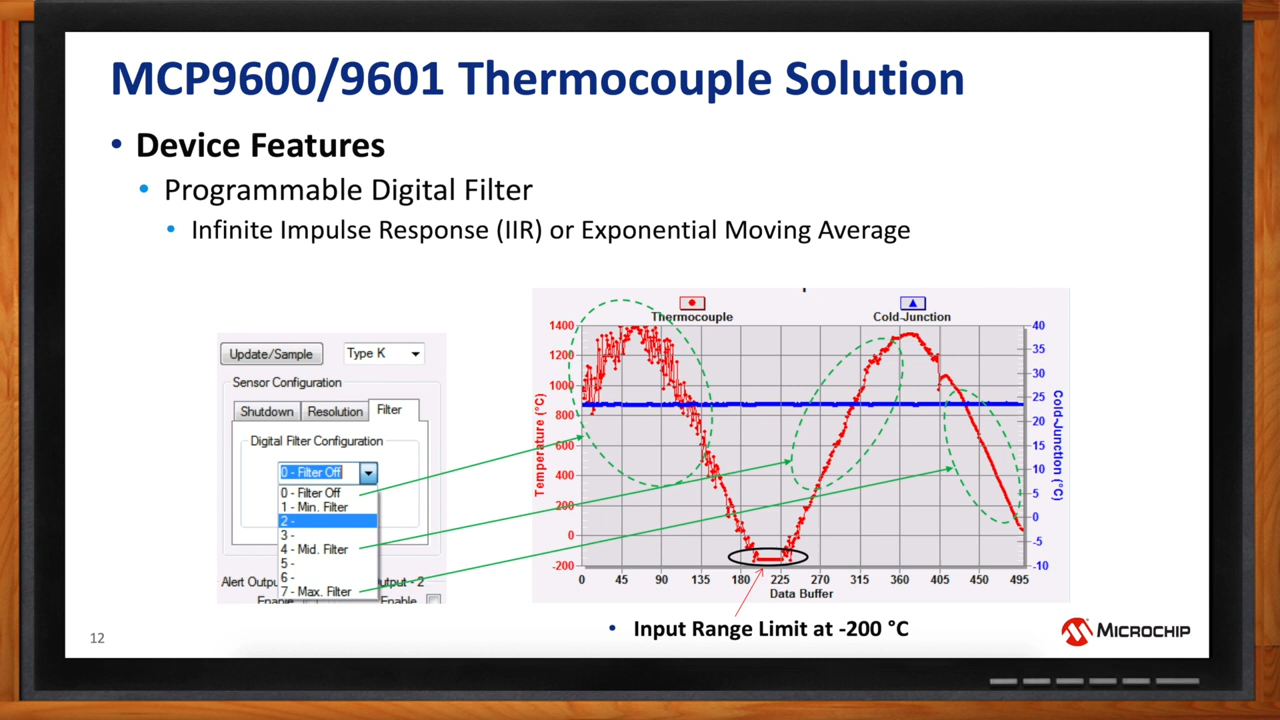 MCP9600/9601 Thermocouple Solution
• Device Features
• Programmable Digital Filter
• Infinite Impulse Response (IIR) or Exponential Moving Average
Update/Sample
Type K
Sensor Configuration
Shutdown
Resolution
Filter
Digital Filter Configuration
0 - Filter Off
0 - Filter Off
1 - Min. Filter
2 -
3 -
4 - Mid. Filter
5 -
6 -
7 - Max. Filter
Alert Outpu
utput - 2
Enable
Enable
Thermocouple
Cold-Junction
1400
1200
1000
800
600
400
200
0
-200
Temperature (°C)
40
35
30
25
20
15
10
5
0
-5
-10
Cold-Junction (°C)
0 45 90 135 180 225 270 315 360 405 450 495
Data Buffer
• Input Range Limit at -200 °C
12
MICROCHIP